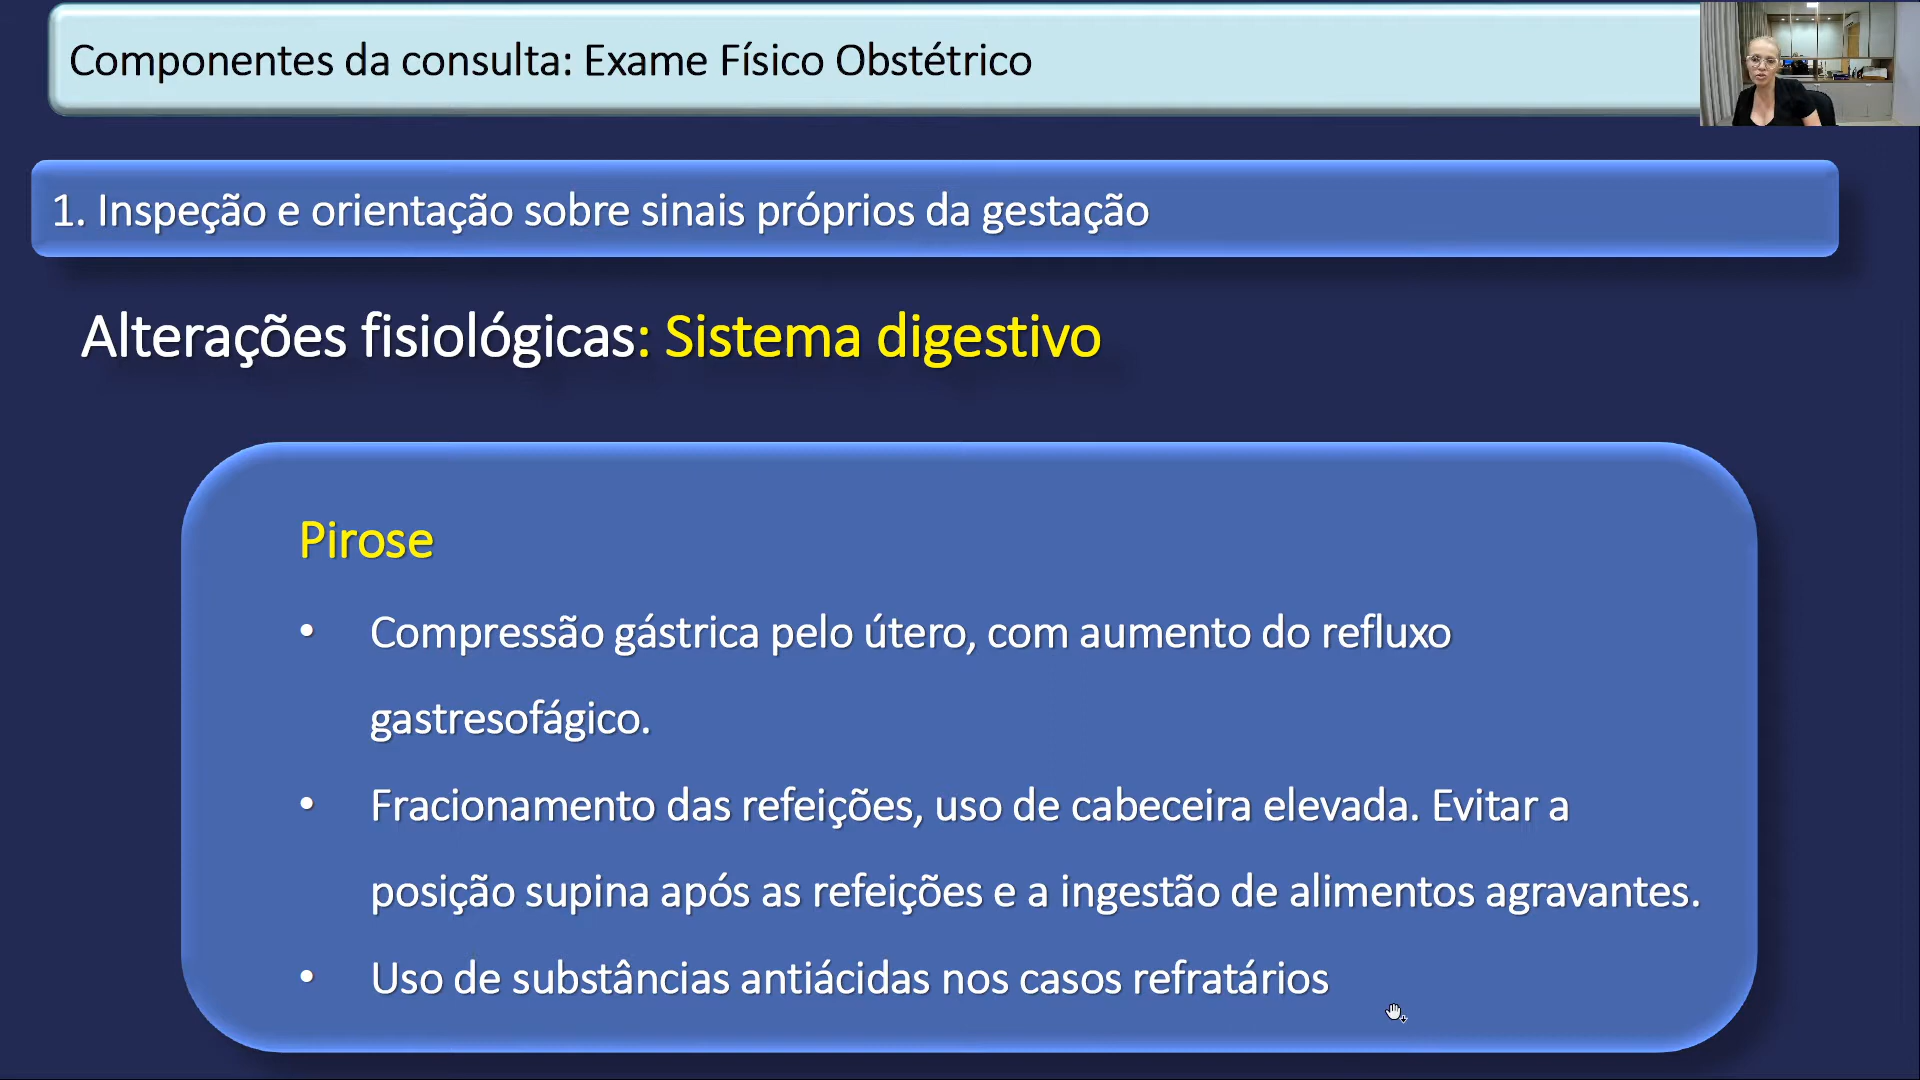 Componentes da consulta: Exame Físico Obstétrico
1. Inspeção e orientação sobre sinais próprios da gestação
Alterações fisiológicas: Sistema digestivo
Pirose
• Compressão gástrica pelo útero, com aumento do refluxo
gastresofágico.
• Fracionamento das refeições, uso de cabeceira elevada. Evitar a
posição supina após as refeições e a ingestão de alimentos agravantes.
• Uso de substâncias antiácidas nos casos refratários